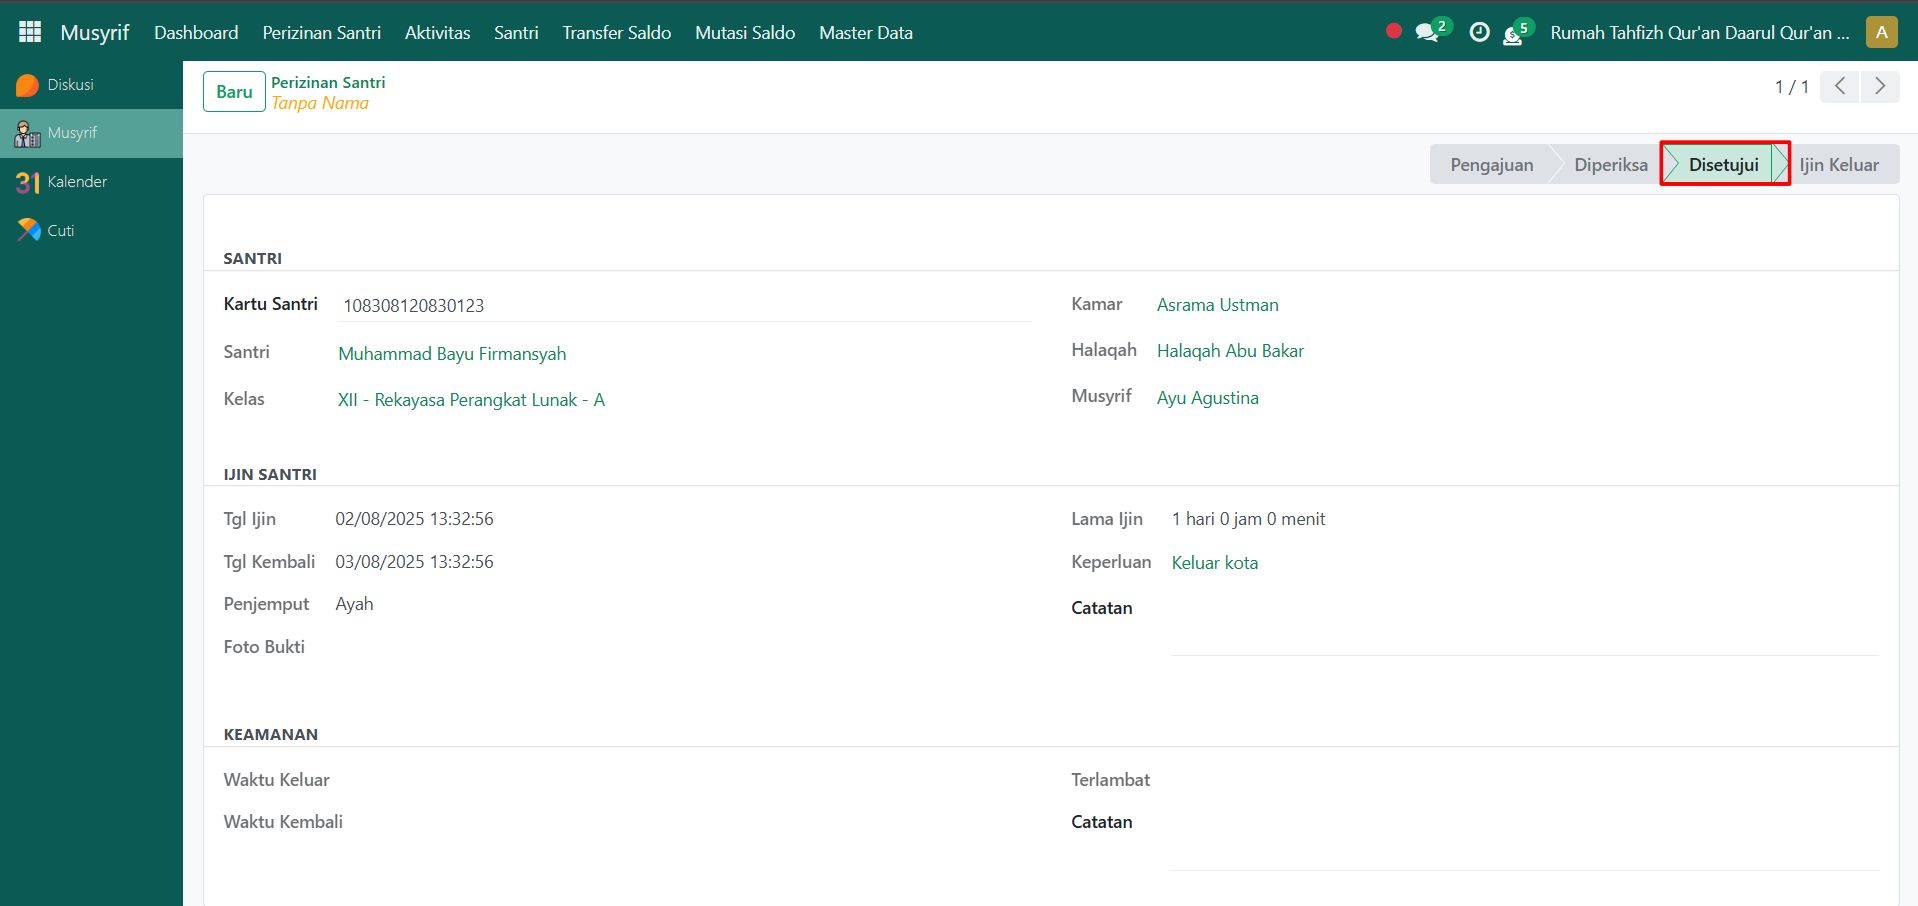 Musyrif Dashboard Perizinan Santri Aktivitas Santri Transfer Saldo Mutasi Saldo Master Data 2 5 Rumah Tahfizh Qur'an Daarul Qur'an ... A
Diskusi
Musyrif
31 Kalender
Cuti
Baru
Perizinan Santri
Tanpa Nama
1 / 1
Pengajuan Diperiksa Disetujui Ijin Keluar
SANTRI
Kartu Santri 108308120830123
Kamar Asrama Ustman
Santri Muhammad Bayu Firmansyah
Halaqah Halaqah Abu Bakar
Kelas XII - Rekayasa Perangkat Lunak - A
Musyrif Ayu Agustina
IJIN SANTRI
Tgl Ijin 02/08/2025 13:32:56
Lama Ijin 1 hari 0 jam 0 menit
Tgl Kembali 03/08/2025 13:32:56
Keperluan Keluar kota
Penjemput Ayah
Catatan
Foto Bukti
KEAMANAN
Waktu Keluar
Terlambat
Waktu Kembali
Catatan